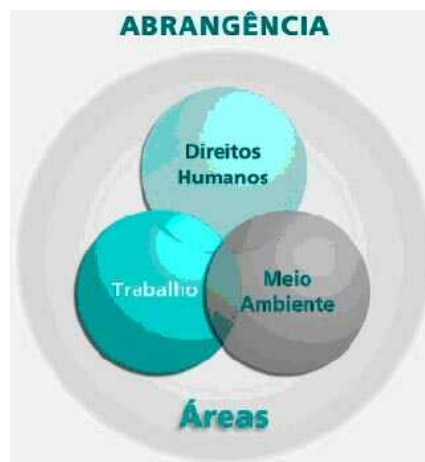 ABRANGÊNCIA
Direitos
Humanos
Trabalho
Meio
Ambiente
Áreas